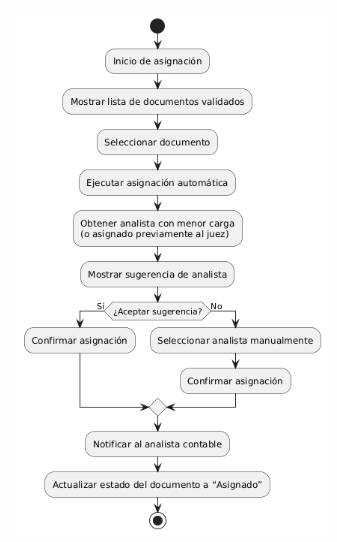 Inicio de asignación
Mostrar lista de documentos validados
Seleccionar documento
Ejecutar asignación automática
Obtener analista con menor carga
(o asignado previamente al juez)
Mostrar sugerencia de analista
Sí
¿Aceptar sugerencia?
No
Confirmar asignación
Seleccionar analista manualmente
Confirmar asignación
Notificar al analista contable
Actualizar estado del documento a “Asignado”